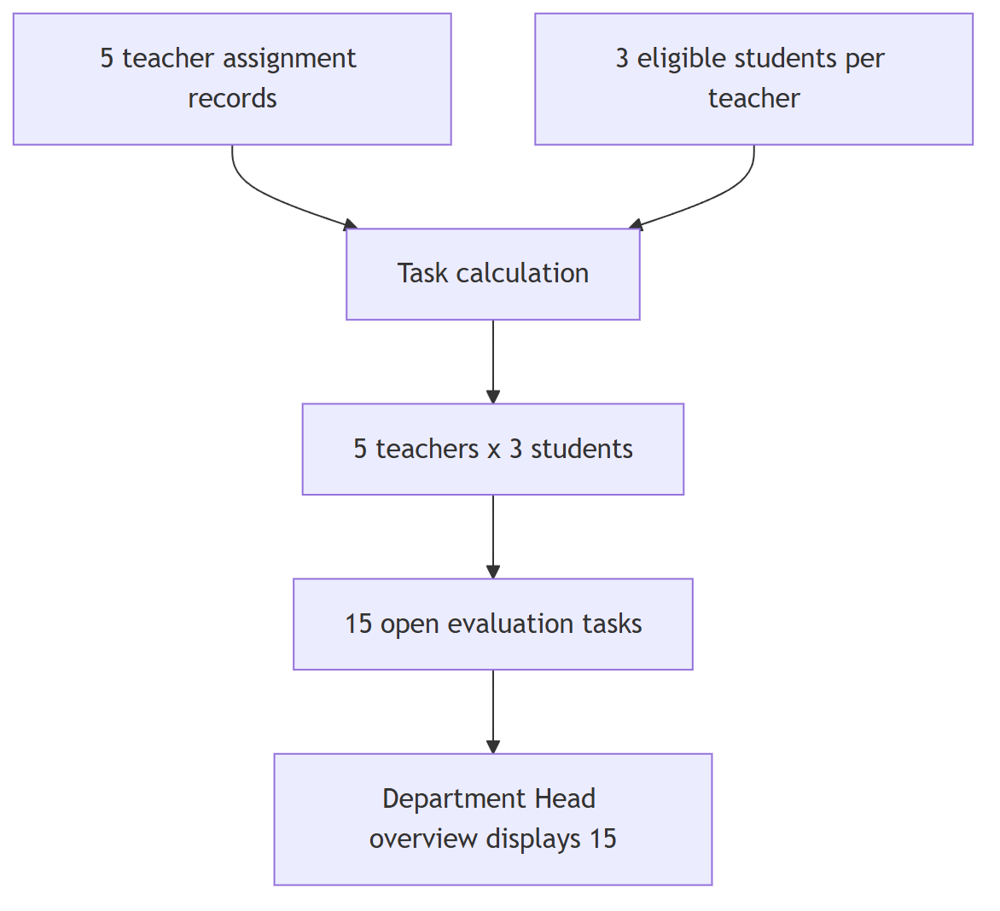 5 teacher assignment
records
3 eligible students per
teacher
Task calculation
5 teachers x 3 students
15 open evaluation tasks
Department Head
overview displays 15